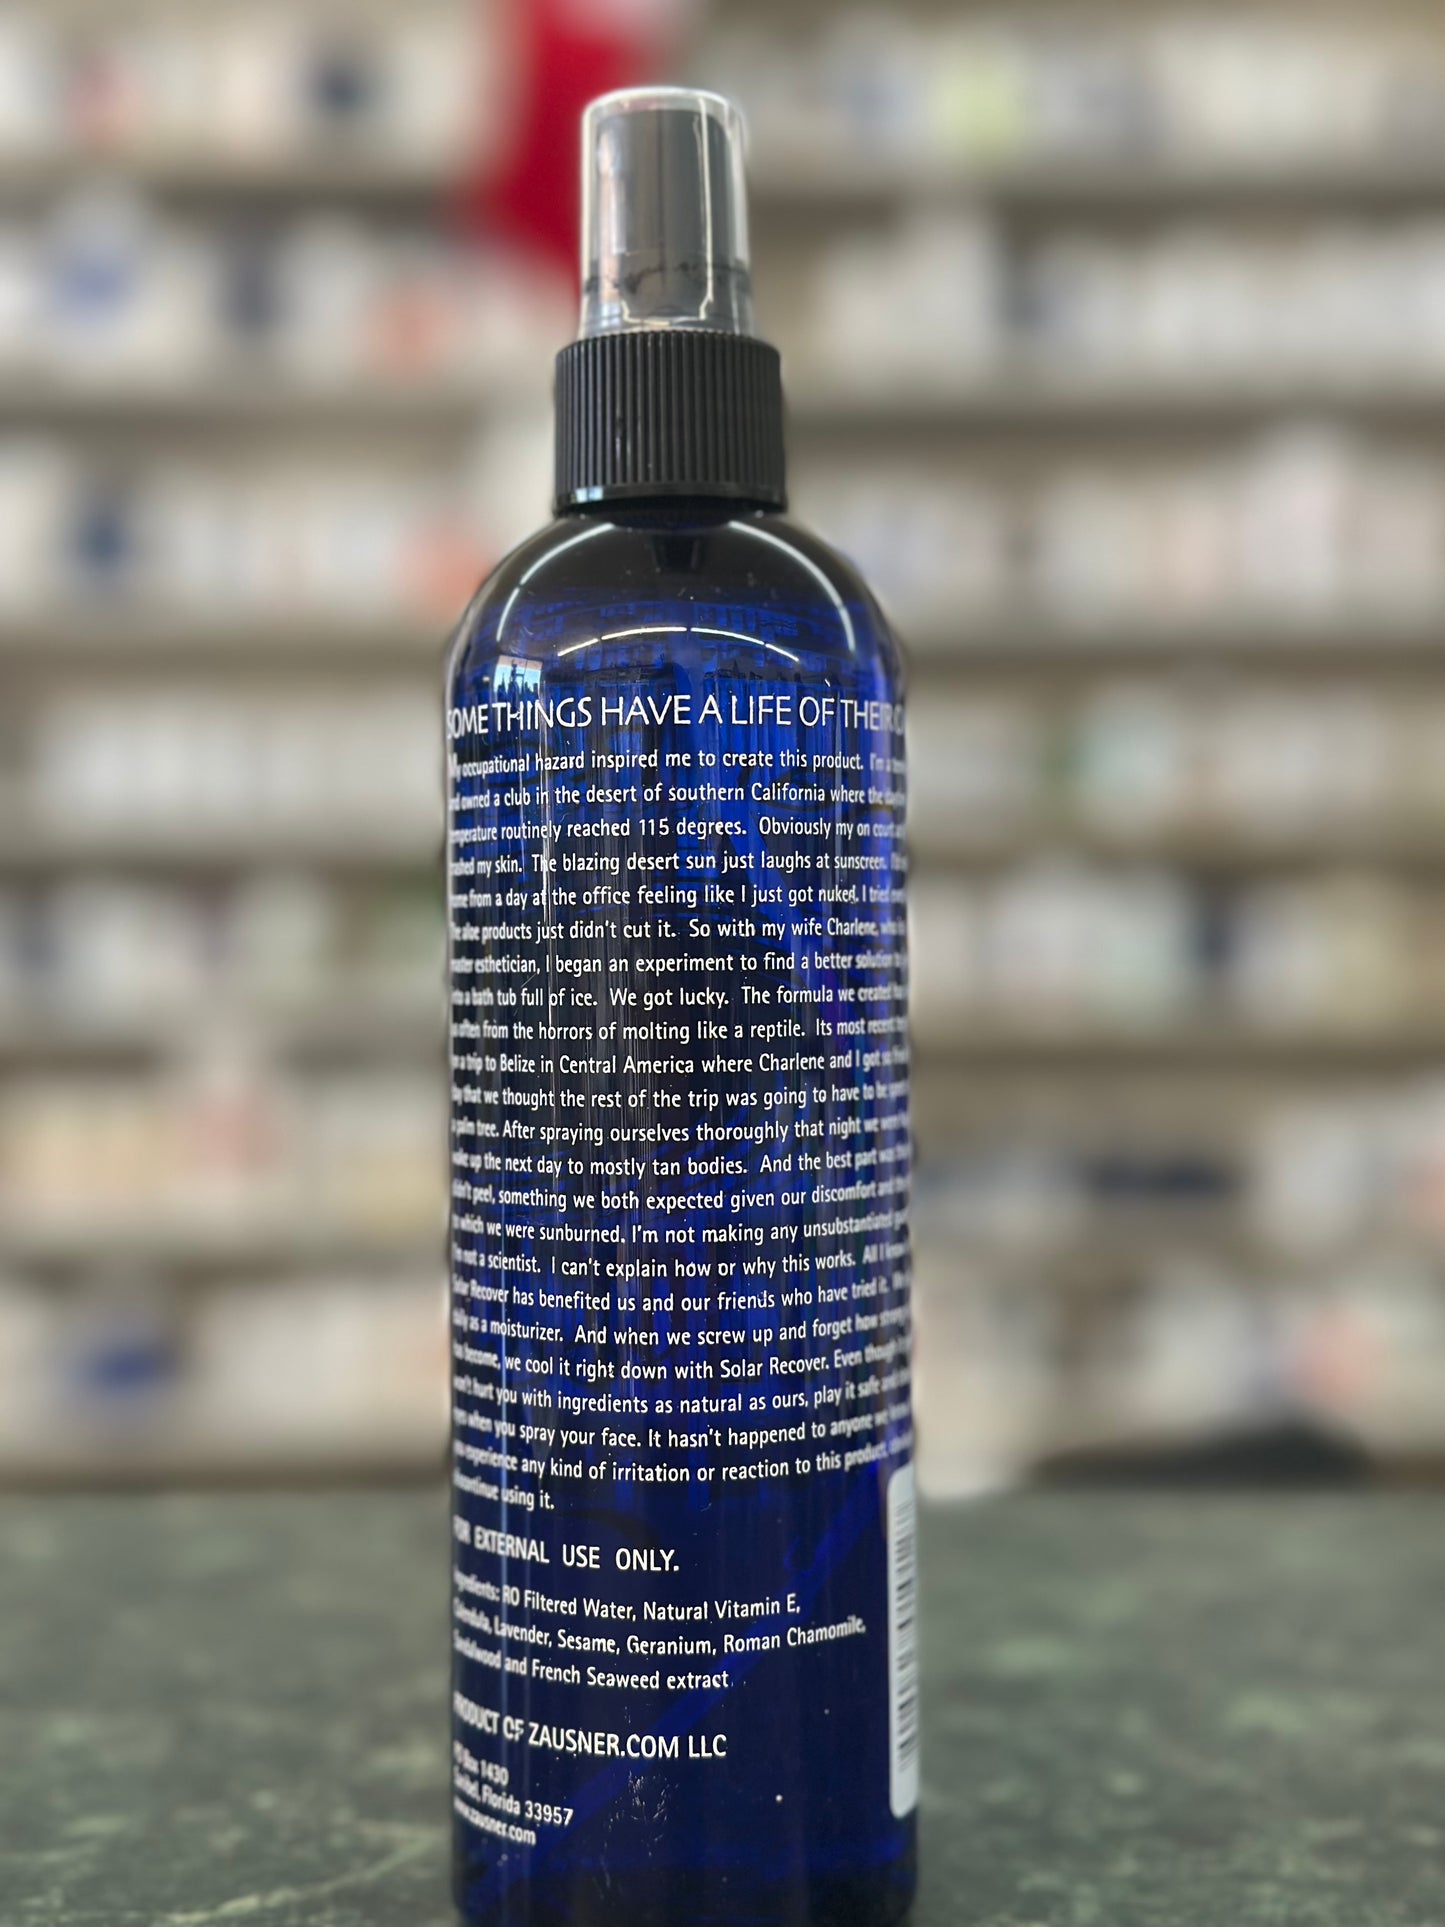 SOME THINGS HAVE A LIFE OF THEIR
My occupational hazard inspired me to create this product. I'm a
and owned a club in the desert of southern California where the
temperature routinely reached 115 degrees. Obviously my on court
my skin. The blazing desert sun just laughs at sunscreen.
home from a day at the office feeling like I just got nuked. I tried
The aloe products just didn't cut it. So with my wife Charlene, who
master esthetician, I began an experiment to find a better solution
into a bath tub full of ice. We got lucky. The formula we created
us often from the horrors of molting like a reptile. Its most recent
on a trip to Belize in Central America where Charlene and I got so
day that we thought the rest of the trip was going to have to be
a palm tree. After spraying ourselves thoroughly that night we were
wake up the next day to mostly tan bodies. And the best part was
didn't peel, something we both expected given our discomfort and
to which we were sunburned. I'm not making any unsubstantiated
I'm not a scientist. I can't explain how or why this works. All I know
Solar Recover has benefited us and our friends who have tried it. We
daily as a moisturizer. And when we screw up and forget how strong
can become, we cool it right down with Solar Recover. Even though
won't hurt you with ingredients as natural as ours, play it safe and
eyes when you spray your face. It hasn't happened to anyone we
you experience any kind of irritation or reaction to this product,
discontinue using it.
FOR EXTERNAL USE ONLY.
Ingredients: RO Filtered Water, Natural Vitamin E,
Calendula, Lavender, Sesame, Geranium, Roman Chamomile,
Sandalwood and French Seaweed extract.
PRODUCT OF ZAUSNER.COM LLC
PO Box 1430
Sanibel, Florida 33957
www.zausner.com